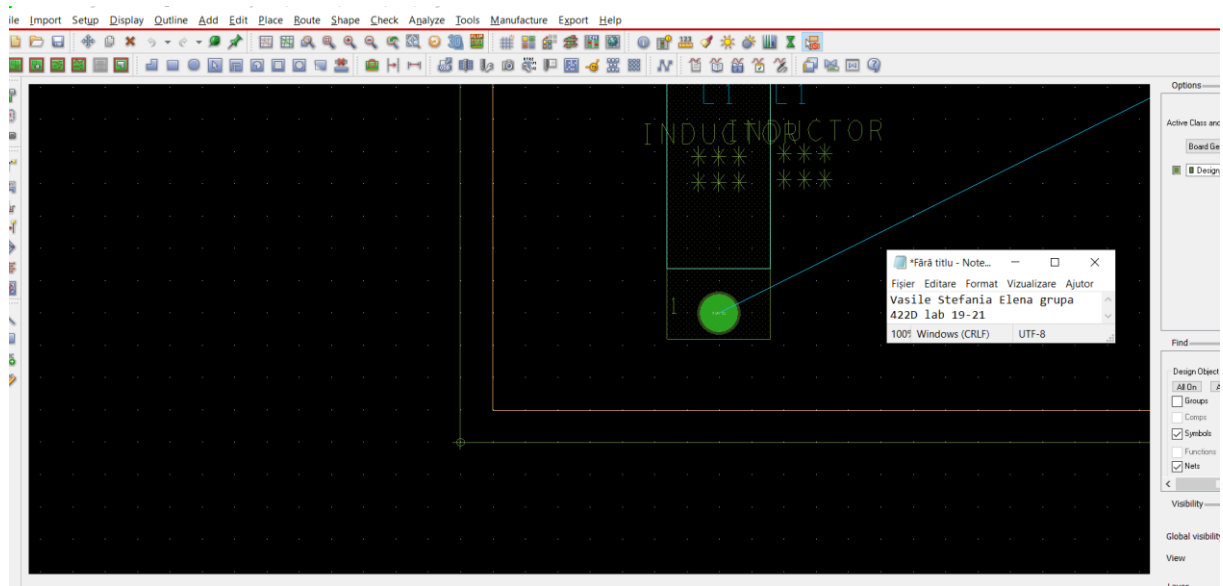 ile Import Setup Display Outline Add Edit Place Route Shape Check Analyze Tools Manufacture Export Help
Options
Active Class and
Board Ge
Design
L1 L1
INDUCTOR INDUCTOR
*** ***
*** ***
1
*Fără titlu - Note...
Fișier Editare Format Vizualizare Ajutor
Vasile Stefania Elena grupa
422D lab 19-21
100% Windows (CRLF) UTF-8
Find
Design Object
All On A
Groups
Comps
Symbols
Functions
Nets
Visibility
Global visibility
View
Layer